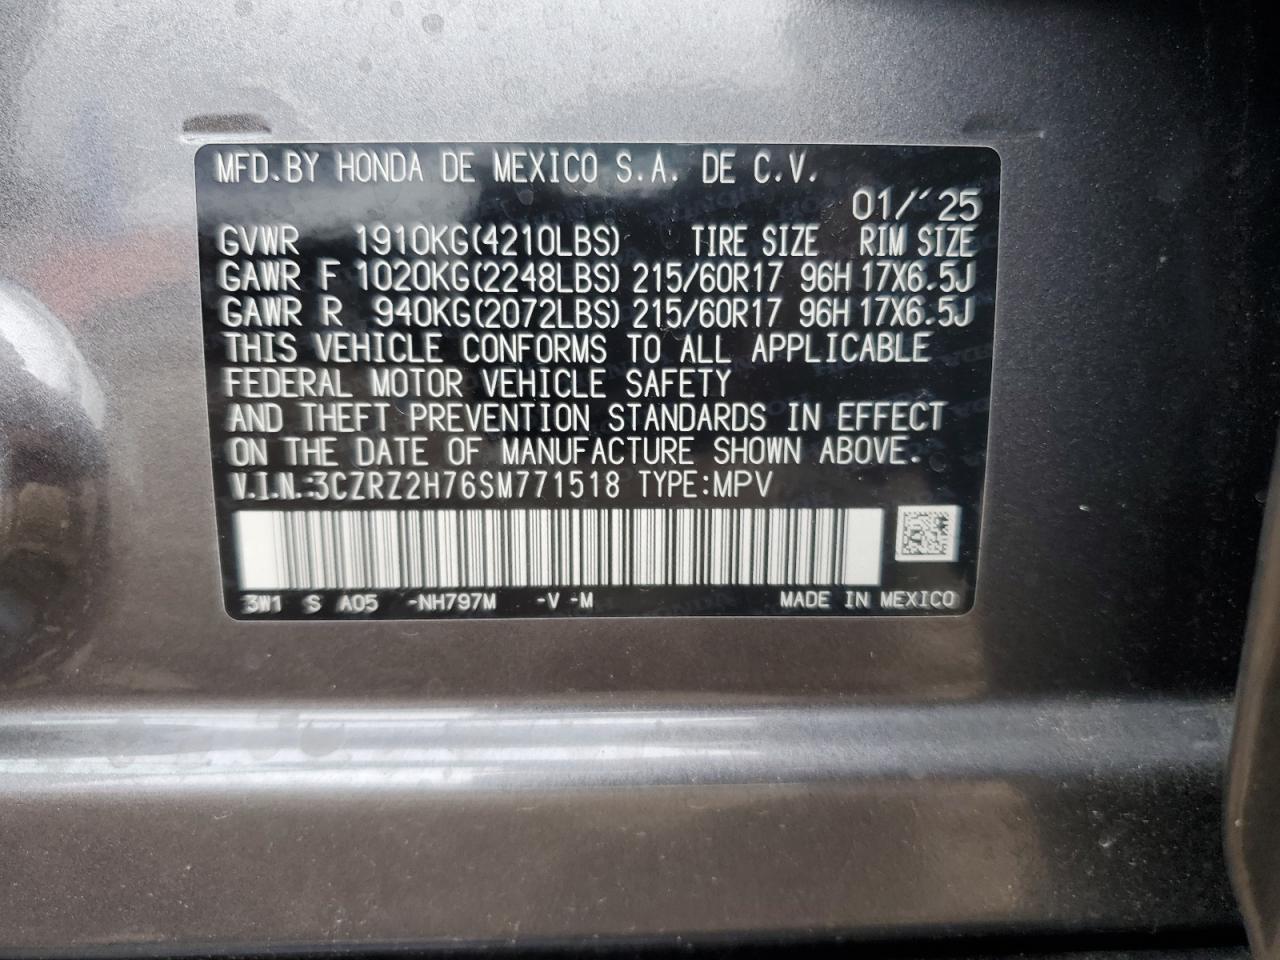 MFD.BY HONDA DE MEXICO S.A. DE C.V.
01/'25
GVWR 1910KG(4210LBS) TIRE SIZE RIM SIZE
GAWR F 1020KG(2248LBS) 215/60R17 96H 17X6.5J
GAWR R 940KG(2072LBS) 215/60R17 96H 17X6.5J
THIS VEHICLE CONFORMS TO ALL APPLICABLE
FEDERAL MOTOR VEHICLE SAFETY
AND THEFT PREVENTION STANDARDS IN EFFECT
ON THE DATE OF MANUFACTURE SHOWN ABOVE.
V.I.N.:3CZRZ2H76SM771518 TYPE:MPV
3W1 S A05 -NH797M -V -M MADE IN MEXICO